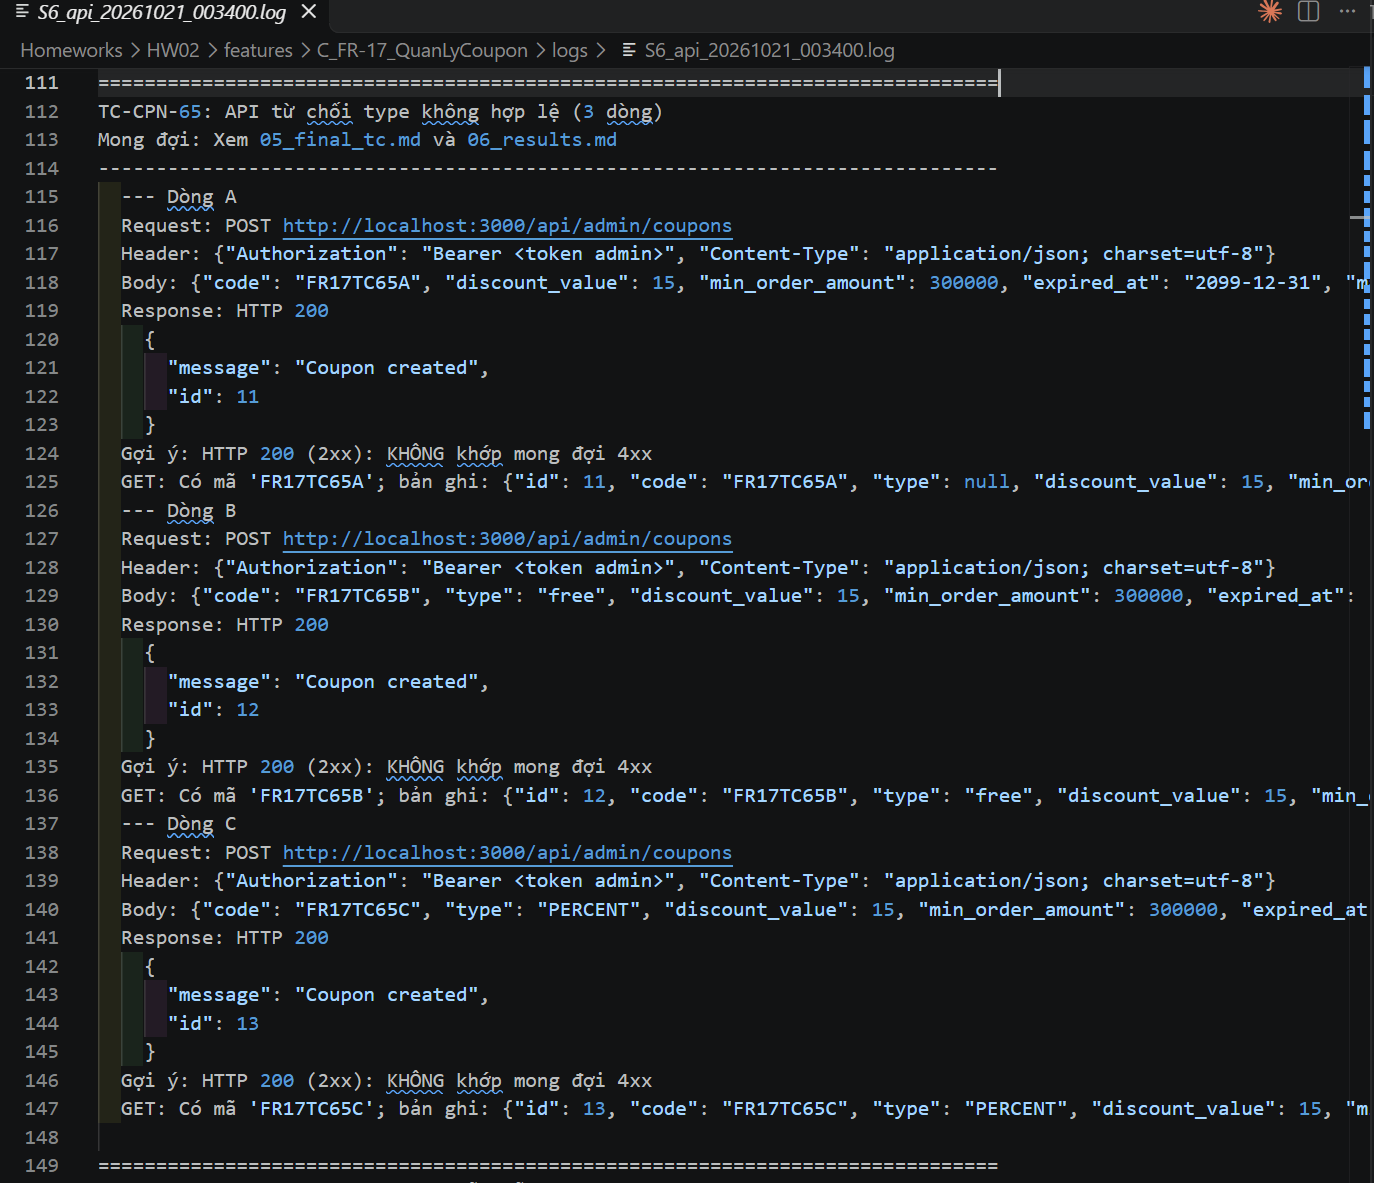 S6_api_20261021_003400.log
Homeworks > HW02 > features > C_FR-17_QuanLyCoupon > logs > S6_api_20261021_003400.log
111 ==============================================================================
112 TC-CPN-65: API từ chối type không hợp lệ (3 dòng)
113 Mong đợi: Xem 05_final_tc.md và 06_results.md
114 ------------------------------------------------------------------------------
115 --- Dòng A
116 Request: POST http://localhost:3000/api/admin/coupons
117 Header: {"Authorization": "Bearer <token admin>", "Content-Type": "application/json; charset=utf-8"}
118 Body: {"code": "FR17TC65A", "discount_value": 15, "min_order_amount": 300000, "expired_at": "2099-12-31", "m
119 Response: HTTP 200
120 {
121 "message": "Coupon created",
122 "id": 11
123 }
124 Gợi ý: HTTP 200 (2xx): KHÔNG khớp mong đợi 4xx
125 GET: Có mã 'FR17TC65A'; bản ghi: {"id": 11, "code": "FR17TC65A", "type": null, "discount_value": 15, "min_or
126 --- Dòng B
127 Request: POST http://localhost:3000/api/admin/coupons
128 Header: {"Authorization": "Bearer <token admin>", "Content-Type": "application/json; charset=utf-8"}
129 Body: {"code": "FR17TC65B", "type": "free", "discount_value": 15, "min_order_amount": 300000, "expired_at":
130 Response: HTTP 200
131 {
132 "message": "Coupon created",
133 "id": 12
134 }
135 Gợi ý: HTTP 200 (2xx): KHÔNG khớp mong đợi 4xx
136 GET: Có mã 'FR17TC65B'; bản ghi: {"id": 12, "code": "FR17TC65B", "type": "free", "discount_value": 15, "min_
137 --- Dòng C
138 Request: POST http://localhost:3000/api/admin/coupons
139 Header: {"Authorization": "Bearer <token admin>", "Content-Type": "application/json; charset=utf-8"}
140 Body: {"code": "FR17TC65C", "type": "PERCENT", "discount_value": 15, "min_order_amount": 300000, "expired_at
141 Response: HTTP 200
142 {
143 "message": "Coupon created",
144 "id": 13
145 }
146 Gợi ý: HTTP 200 (2xx): KHÔNG khớp mong đợi 4xx
147 GET: Có mã 'FR17TC65C'; bản ghi: {"id": 13, "code": "FR17TC65C", "type": "PERCENT", "discount_value": 15, "m
148
149 ==============================================================================